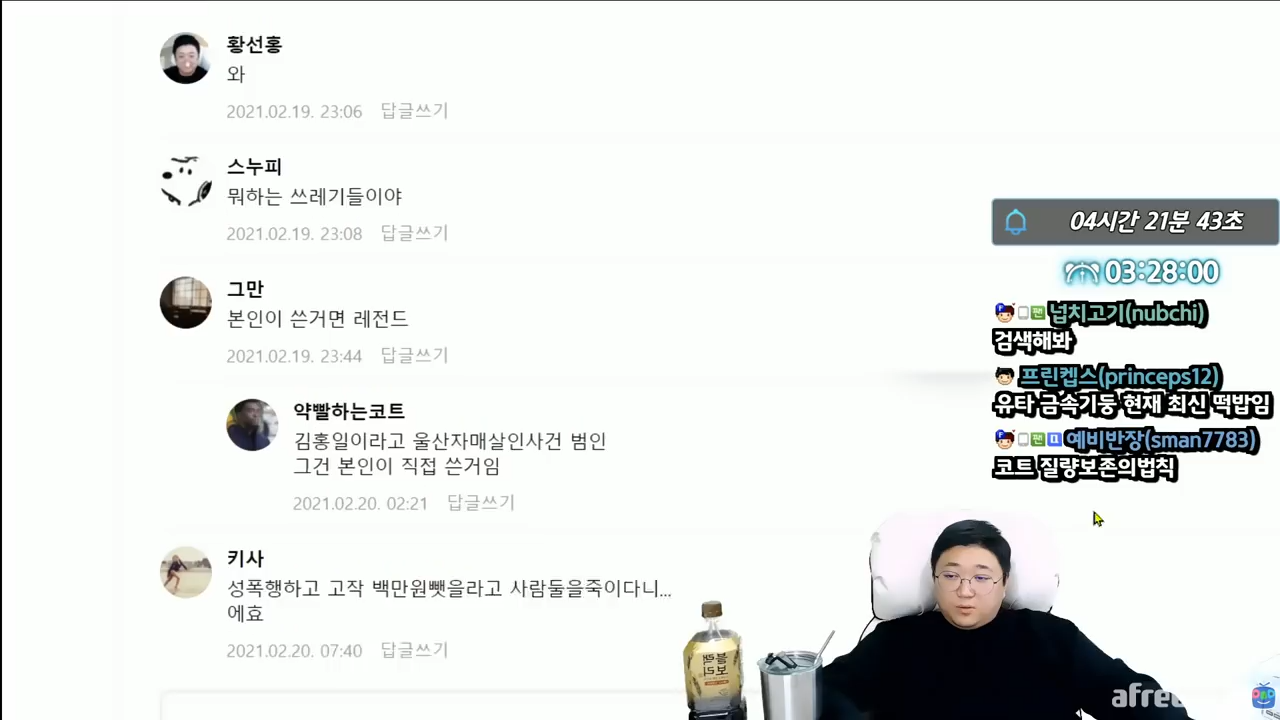 황선홍
와
2021.02.19. 23:06 답글쓰기
스누피
뭐하는 쓰레기들이야
2021.02.19. 23:08 답글쓰기
그만
본인이 쓴거면 레전드
2021.02.19. 23:44 답글쓰기
약빨하는코트
김홍일이라고 울산자매살인사건 범인
그건 본인이 직접 쓴거임
2021.02.20. 02:21 답글쓰기
키사
성폭행하고 고작 백만원뺏을라고 사람둘을죽이다니...
에효
2021.02.20. 07:40 답글쓰기
04시간 21분 43초
03:28:00
팬 넙치고기(nubchi)
검색해봐
프린켑스(princeps12)
유타 금속기둥 현재 최신 떡밥임
팬 예비반장(sman7783)
코트 질량보존의법칙
블랙
보리